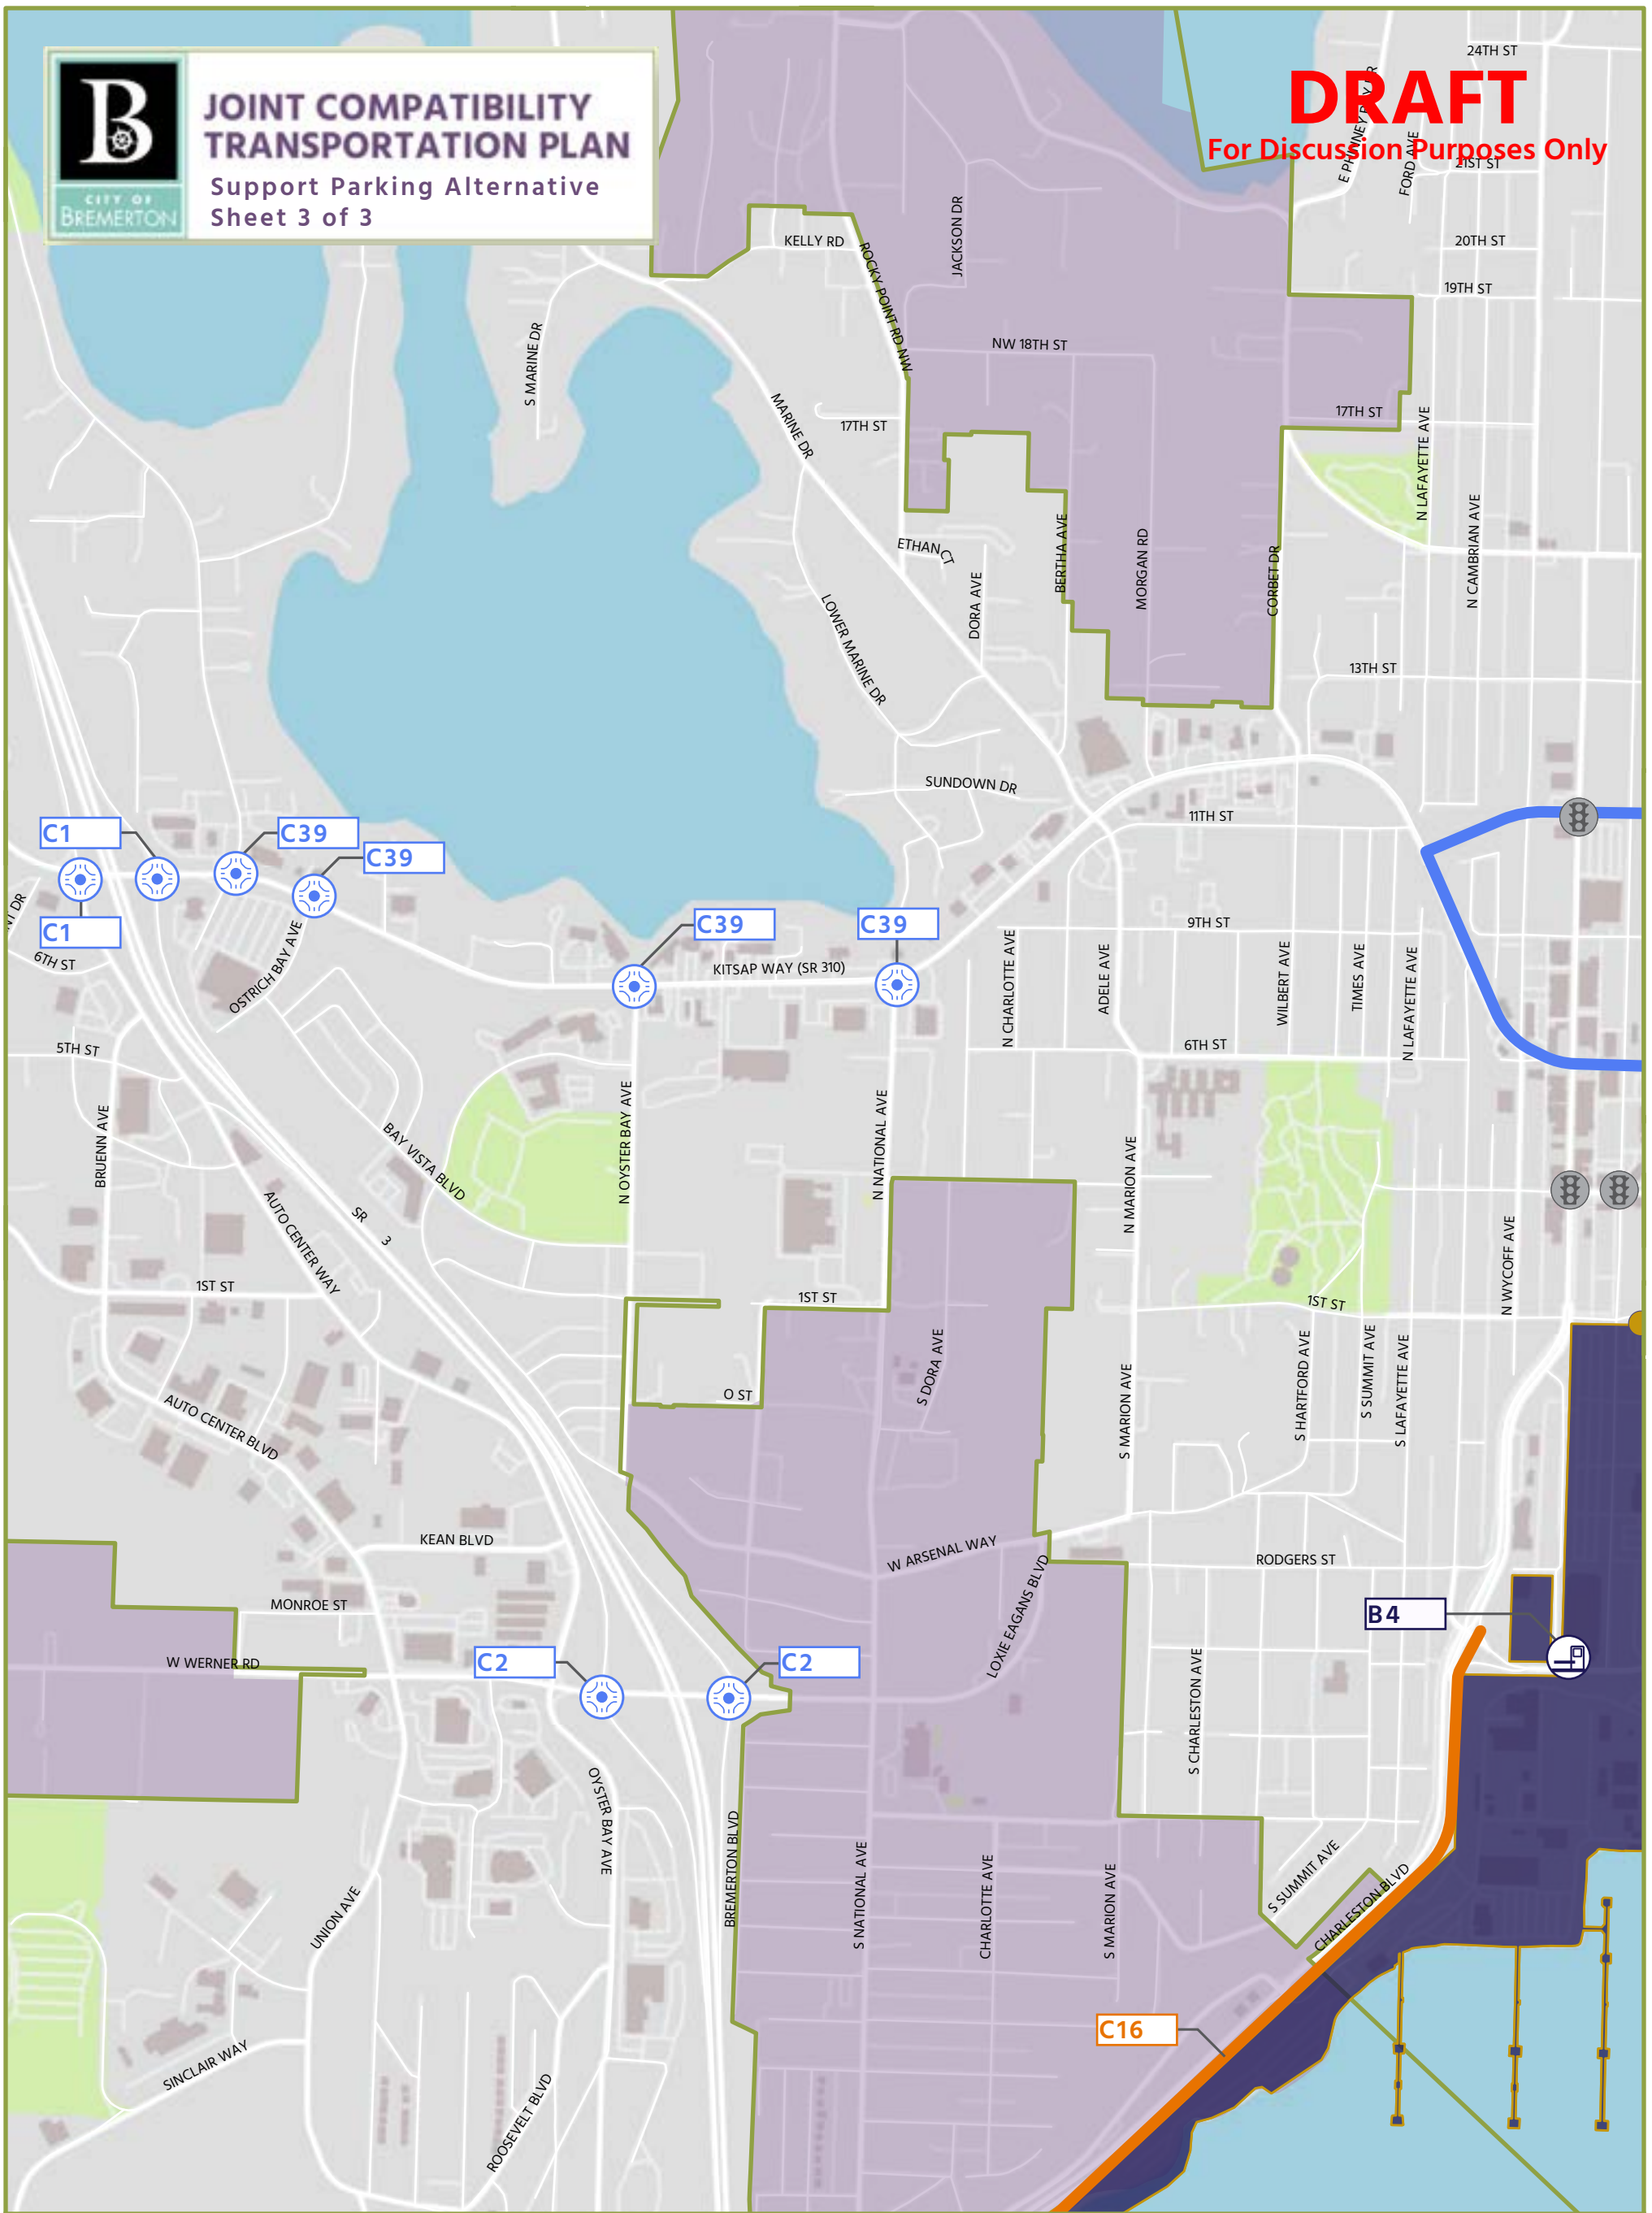 24TH ST
DRAFT
For Discussion Purposes Only
E PHINNEY BAY DR
FORD AVE
21ST ST
B
CITY OF
BREMERTON
JOINT COMPATIBILITY
TRANSPORTATION PLAN
Support Parking Alternative
Sheet 3 of 3
KELLY RD
ROCKY POINT RD NW
JACKSON DR
20TH ST
19TH ST
S MARINE DR
NW 18TH ST
MARINE DR
17TH ST
17TH ST
N LAFAYETTE AVE
N CAMBRIAN AVE
ETHAN CT
BERTHA AVE
MORGAN RD
CORBET DR
DORA AVE
LOWER MARINE DR
13TH ST
SUNDOWN DR
11TH ST
C1
C39
C39
C1
C39
C39
6TH ST
OSTRICH BAY AVE
KITSAP WAY (SR 310)
9TH ST
N CHARLOTTE AVE
ADELE AVE
WILBERT AVE
TIMES AVE
N LAFAYETTE AVE
5TH ST
6TH ST
BRUENN AVE
BAY VISTA BLVD
N OYSTER BAY AVE
N NATIONAL AVE
N MARION AVE
AUTO CENTER WAY
SR 3
N WYCOFF AVE
1ST ST
1ST ST
1ST ST
S DORA AVE
S MARION AVE
S HARTFORD AVE
S SUMMIT AVE
S LAFAYETTE AVE
O ST
AUTO CENTER BLVD
KEAN BLVD
W ARSENAL WAY
RODGERS ST
MONROE ST
LOXIE EAGANS BLVD
B4
W WERNER RD
C2
C2
S CHARLESTON AVE
OYSTER BAY AVE
BREMERTON BLVD
S NATIONAL AVE
CHARLOTTE AVE
S MARION AVE
S SUMMIT AVE
CHARLESTON BLVD
UNION AVE
C16
SINCLAIR WAY
ROOSEVELT BLVD